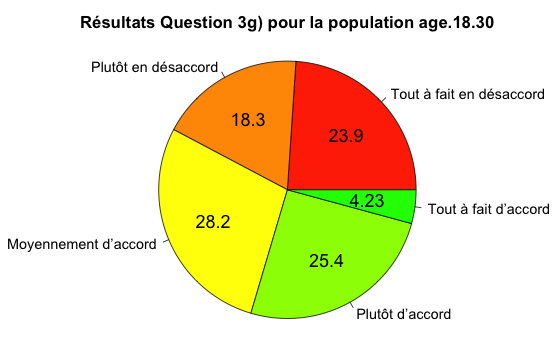 Résultats Question 3g) pour la population age.18.30
Plutôt en désaccord
Tout à fait en désaccord
18.3
23.9
4.23
Tout à fait d'accord
28.2
Moyennement d'accord
25.4
Plutôt d'accord